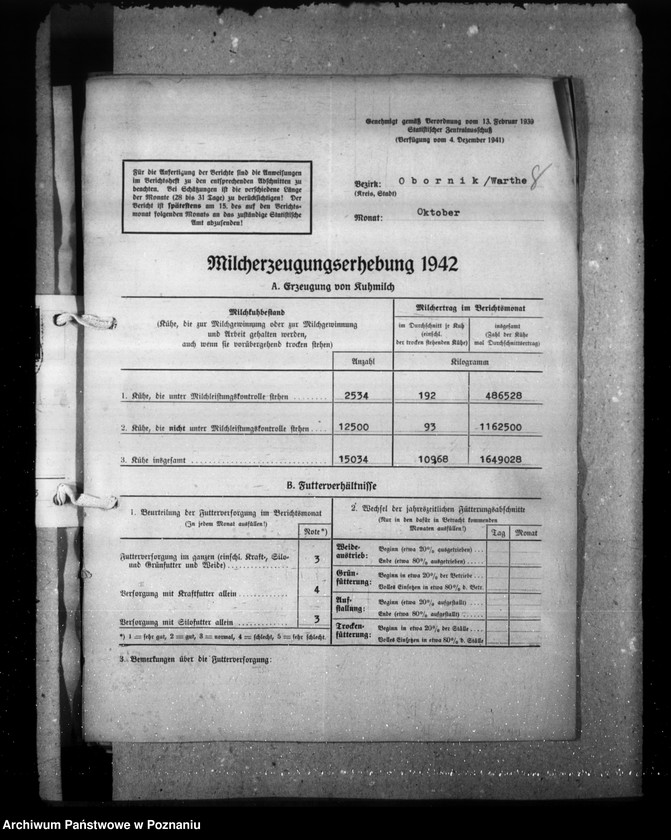 Genehmigt gemäß Verordnung vom 13. Februar 1939
Statistischer Zentralausschuß
(Verfügung vom 4. Dezember 1941)
Für die Anfertigung der Berichte sind die Anweisungen
im Berichtsheft zu den entsprechenden Abschnitten zu
beachten. Bei Schätzungen ist die verschiedene Länge
der Monate (28 bis 31 Tage) zu berücksichtigen! Der
Bericht ist spätestens am 15. des auf den Berichts-
monat folgenden Monats an das zuständige Statistische
Amt abzusenden!
Bezirk: Obornik/Warthe 8
(Kreis, Stadt)
Monat: Oktober
Milcherzeugungserhebung 1942
A. Erzeugung von Kuhmilch
Milchkuhbestand
(Kühe, die zur Milchgewinnung oder zur Milchgewinnung
und Arbeit gehalten werden,
auch wenn sie vorübergehend trocken stehen)
Milchertrag im Berichtsmonat
im Durchschnitt je Kuh
(einschl.
der trocken stehenden Kühe)
insgesamt
(Zahl der Kühe
mal Durchschnittsertrag)
Anzahl Kilogramm
1. Kühe, die unter Milchleistungskontrolle stehen 2534 192 486528
2. Kühe, die nicht unter Milchleistungskontrolle stehen 12500 93 1162500
3. Kühe insgesamt 15034 1649028
B. Futterverhältnisse
1. Beurteilung der Futterversorgung im Berichtsmonat
(In jedem Monat ausfüllen!)
Note*)
Futterversorgung im ganzen (einschl. Kraft-, Silo-
und Grünfutter und Weide) 3
Versorgung mit Kraftfutter allein 4
Versorgung mit Silofutter allein 3
*) 1 = sehr gut, 2 = gut, 3 = normal, 4 = schlecht, 5 = sehr schlecht.
2. Wechsel der jahreszeitlichen Fütterungsabschnitte
(Nur in den dafür in Betracht kommenden
Monaten ausfüllen!)
Tag Monat
Weide-
austrieb:
Beginn (etwa 20% ausgetrieben)
Ende (etwa 80% ausgetrieben)
Grün-
fütterung:
Beginn in etwa 20% der Betriebe
Volles Einsetzen in etwa 80% d. Betr.
Auf-
stallung:
Beginn (etwa 20% aufgestallt)
Ende (etwa 80% aufgestallt)
Trocken-
fütterung:
Beginn in etwa 20% der Ställe
Volles Einsetzen in etwa 80% d. Ställe
3. Bemerkungen über die Futterversorgung:
Archiwum Państwowe w Poznaniu